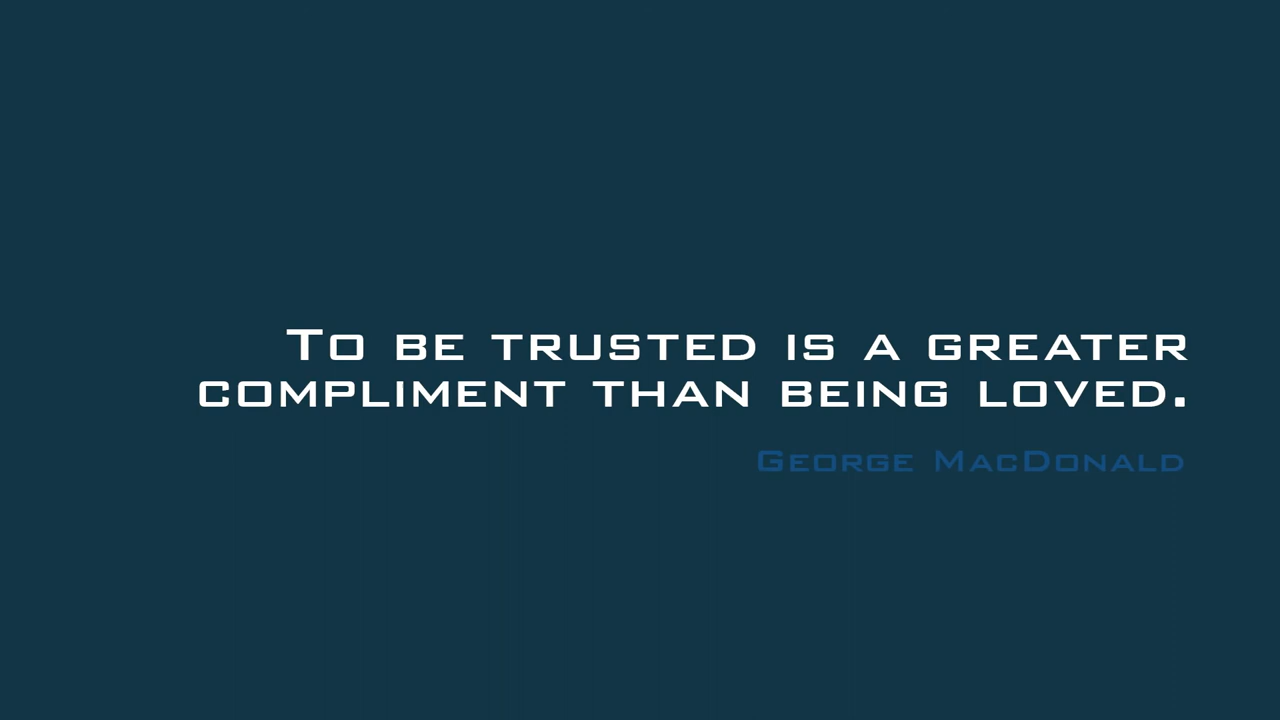 To be trusted is a greater
compliment than being loved.
George MacDonald